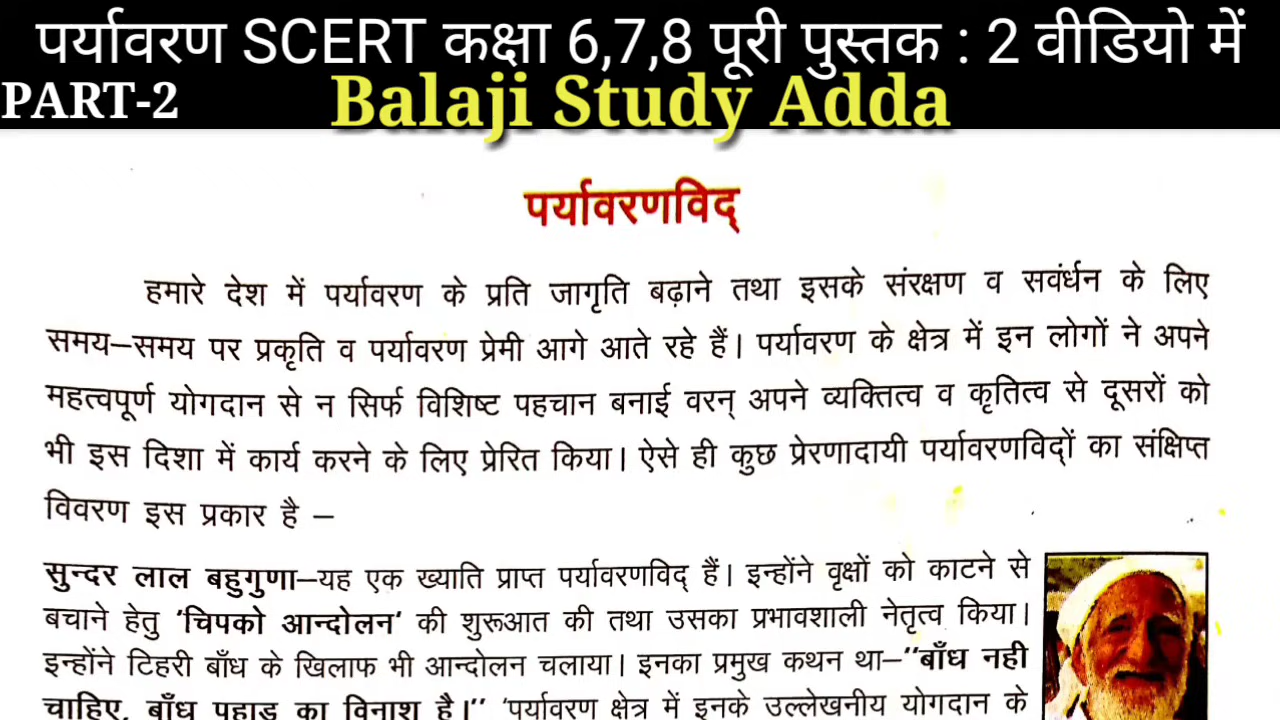 पर्यावरण SCERT कक्षा 6,7,8 पूरी पुस्तक : 2 वीडियो में
PART-2
Balaji Study Adda
पर्यावरणविद्
हमारे देश में पर्यावरण के प्रति जागृति बढ़ाने तथा इसके संरक्षण व सवंर्धन के लिए
समय–समय पर प्रकृति व पर्यावरण प्रेमी आगे आते रहे हैं। पर्यावरण के क्षेत्र में इन लोगों ने अपने
महत्वपूर्ण योगदान से न सिर्फ विशिष्ट पहचान बनाई वरन् अपने व्यक्तित्व व कृतित्व से दूसरों को
भी इस दिशा में कार्य करने के लिए प्रेरित किया। ऐसे ही कुछ प्रेरणादायी पर्यावरणविदों का संक्षिप्त
विवरण इस प्रकार है –
सुन्दर लाल बहुगुणा–यह एक ख्याति प्राप्त पर्यावरणविद् हैं। इन्होंने वृक्षों को काटने से
बचाने हेतु 'चिपको आन्दोलन' की शुरूआत की तथा उसका प्रभावशाली नेतृत्व किया।
इन्होंने टिहरी बाँध के खिलाफ भी आन्दोलन चलाया। इनका प्रमुख कथन था–"बाँध नही
चाहिए, बाँध पहाड़ का विनाश है।" 'पर्यावरण क्षेत्र में इनके उल्लेखनीय योगदान के